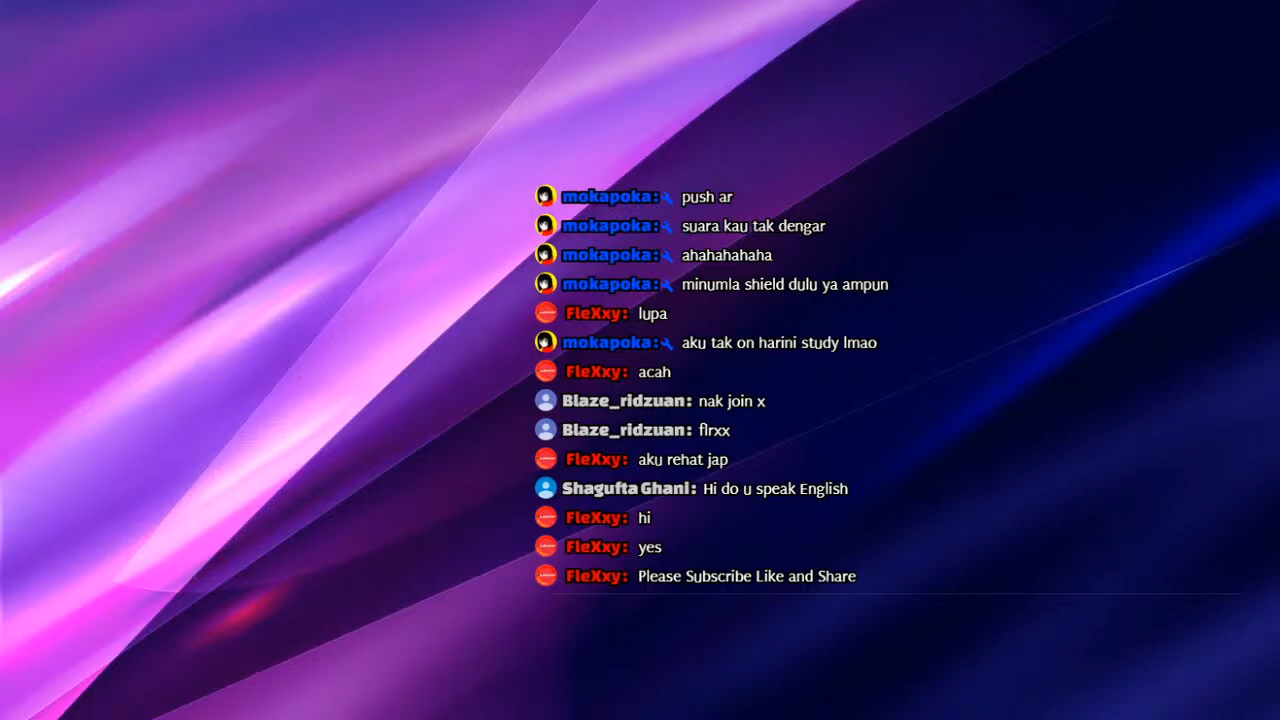 mokapoka: push ar
mokapoka: suara kau tak dengar
mokapoka: ahahahahaha
mokapoka: minumla shield dulu ya ampun
FleXxy: lupa
mokapoka: aku tak on harini study lmao
FleXxy: acah
Blaze_ridzuan: nak join x
Blaze_ridzuan: flrxx
FleXxy: aku rehat jap
Shagufta Ghani: Hi do u speak English
FleXxy: hi
FleXxy: yes
FleXxy: Please Subscribe Like and Share